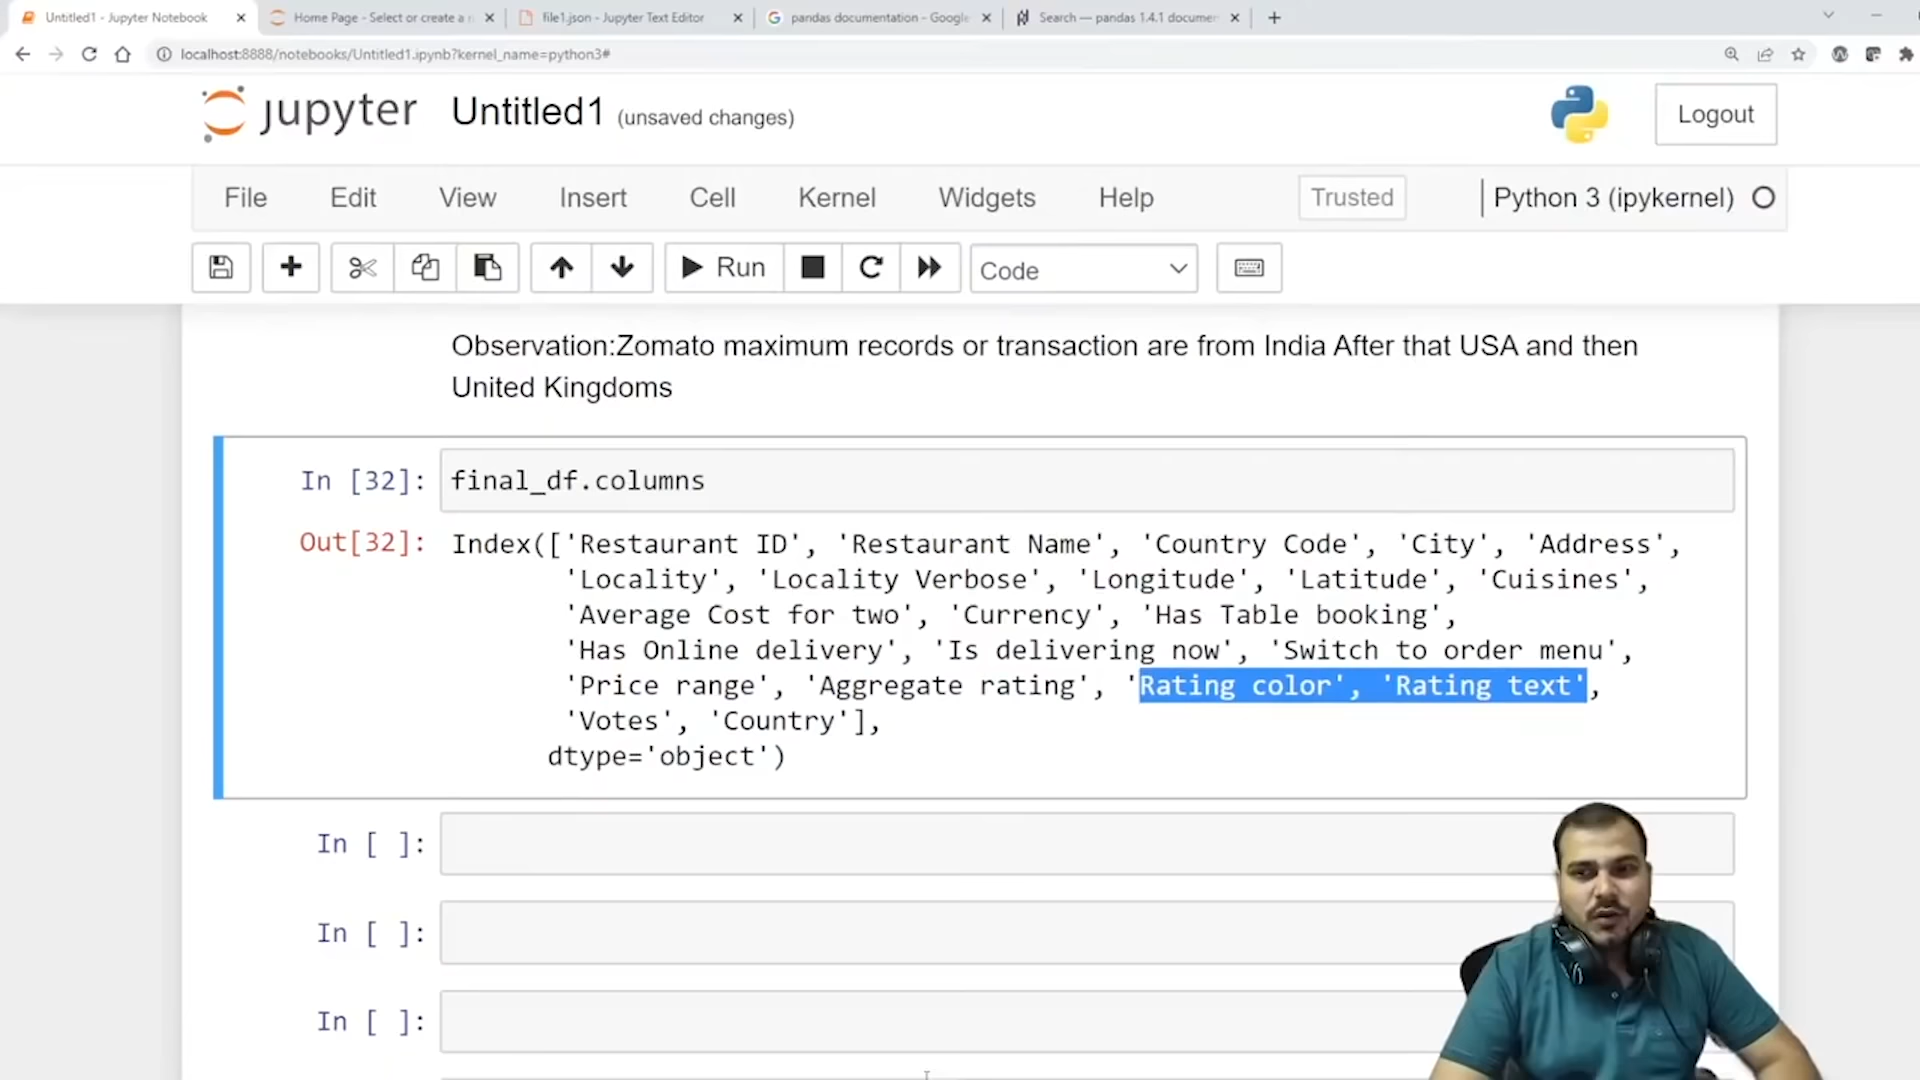 Untitled1 - Jupyter Notebook
Home Page - Select or create a n
file1.json - Jupyter Text Editor
pandas documentation - Google
Search — pandas 1.4.1 documen
localhost:8888/notebooks/Untitled1.ipynb?kernel_name=python3#
jupyter Untitled1 (unsaved changes)
Logout
File Edit View Insert Cell Kernel Widgets Help Trusted Python 3 (ipykernel)
Run Code
Observation:Zomato maximum records or transaction are from India After that USA and then
United Kingdoms
In [32]: final_df.columns
Out[32]: Index(['Restaurant ID', 'Restaurant Name', 'Country Code', 'City', 'Address',
'Locality', 'Locality Verbose', 'Longitude', 'Latitude', 'Cuisines',
'Average Cost for two', 'Currency', 'Has Table booking',
'Has Online delivery', 'Is delivering now', 'Switch to order menu',
'Price range', 'Aggregate rating', 'Rating color', 'Rating text',
'Votes', 'Country'],
dtype='object')
In [ ]:
In [ ]:
In [ ]: